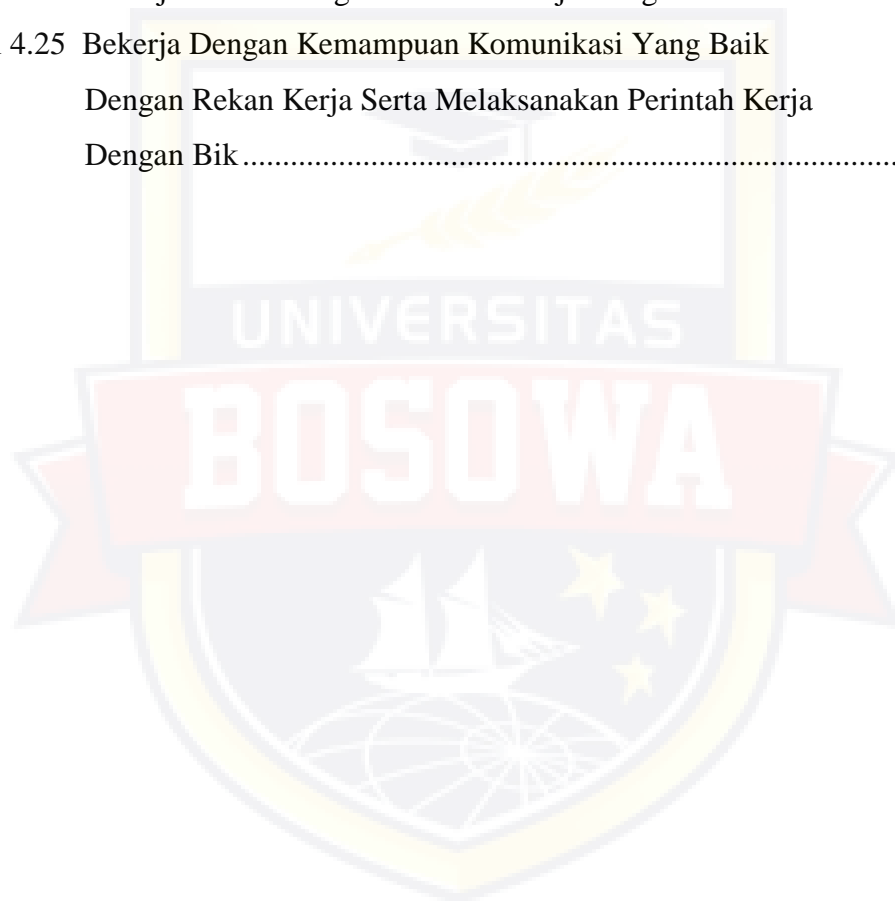 4.25 Bekerja Dengan Kemampuan Komunikasi Yang Baik
Dengan Rekan Kerja Serta Melaksanakan Perintah Kerja
Dengan Bik..................................................................................
UNIVERSITAS
BOSOWA